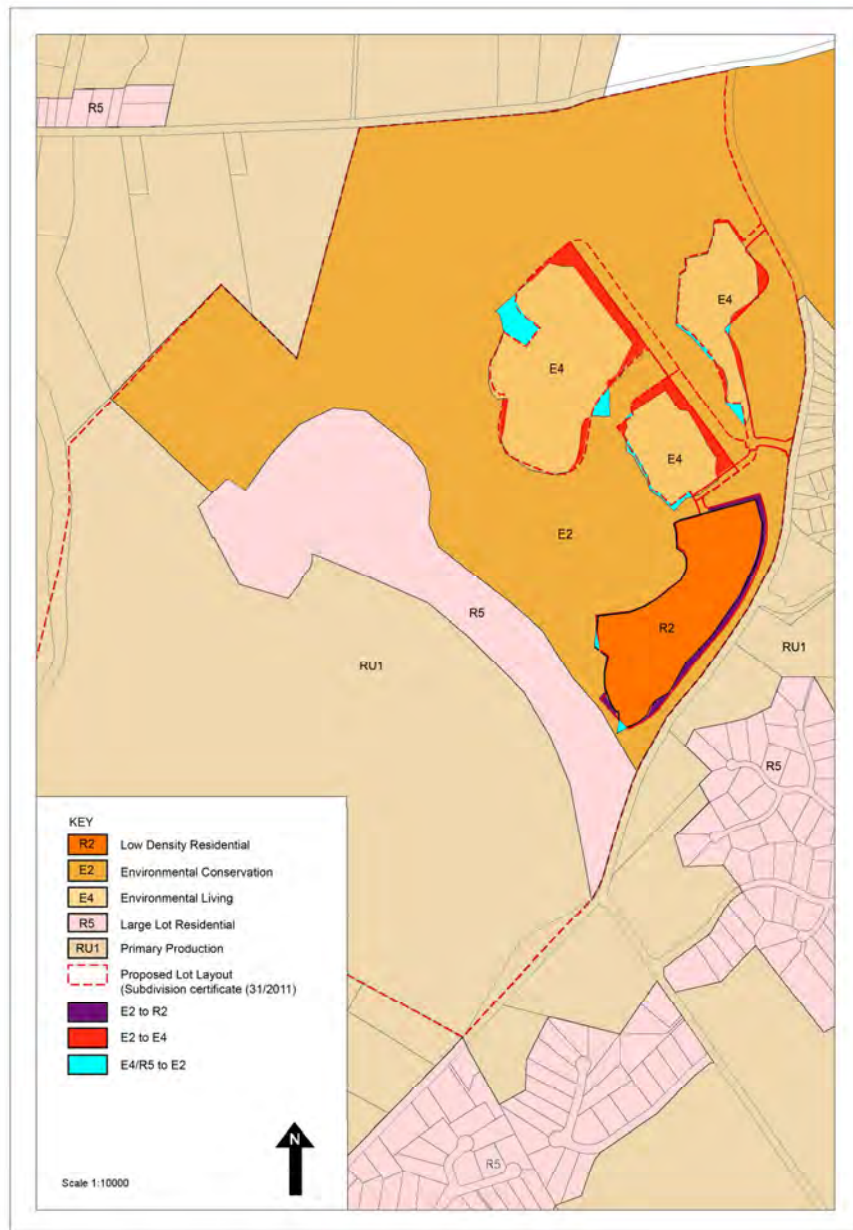 R5
E4
E4
E4
E2
R5
R2
RU1
RU1
R5
KEY
R2 Low Density Residential
E2 Environmental Conservation
E4 Environmental Living
R5 Large Lot Residential
RU1 Primary Production
Proposed Lot Layout
(Subdivision certificate (31/2011)
E2 to R2
E2 to E4
E4/R5 to E2
N
Scale 1:10000
R5